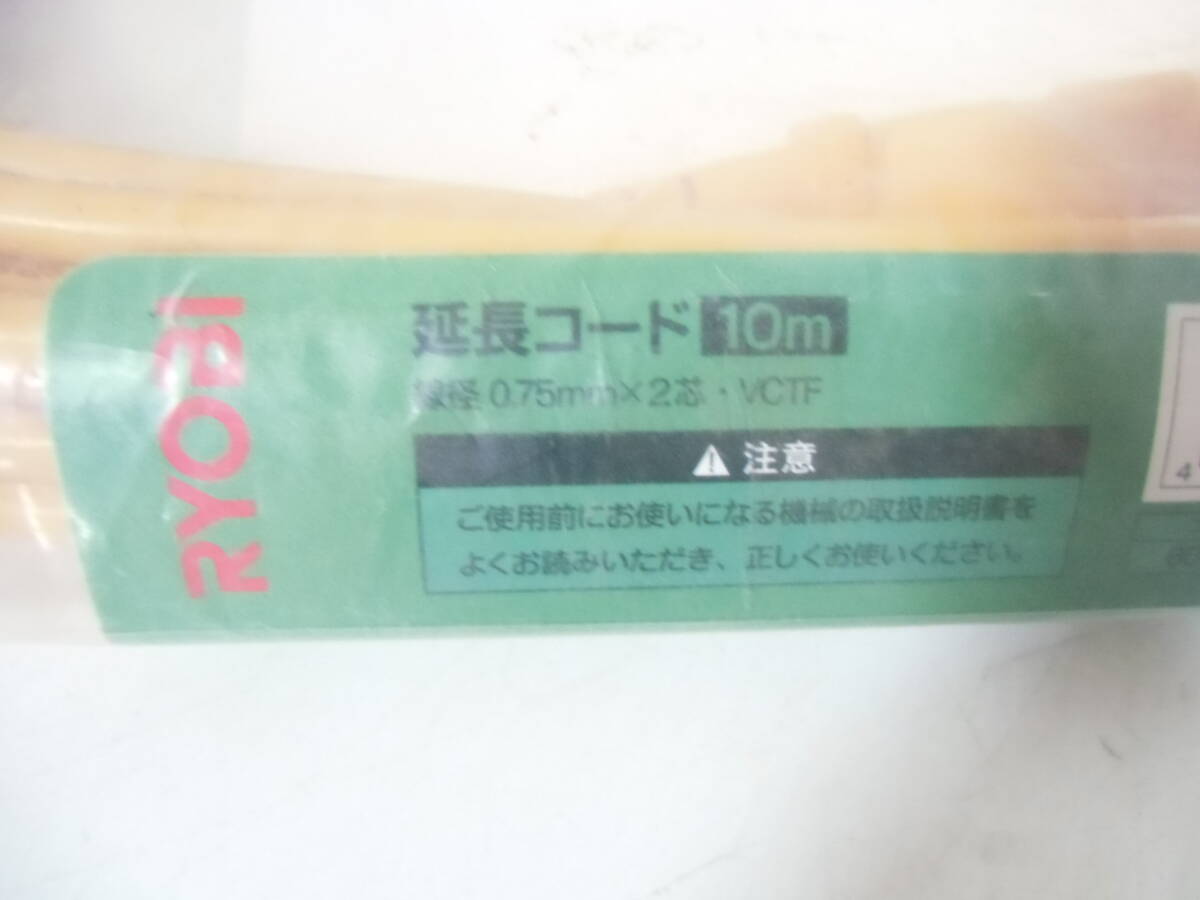 RYOBI
延長コード 10m
線径 0.75mm×2芯・VCTF
注意
ご使用前にお使いになる機械の取扱説明書を
よくお読みいただき、正しくお使いください。
4